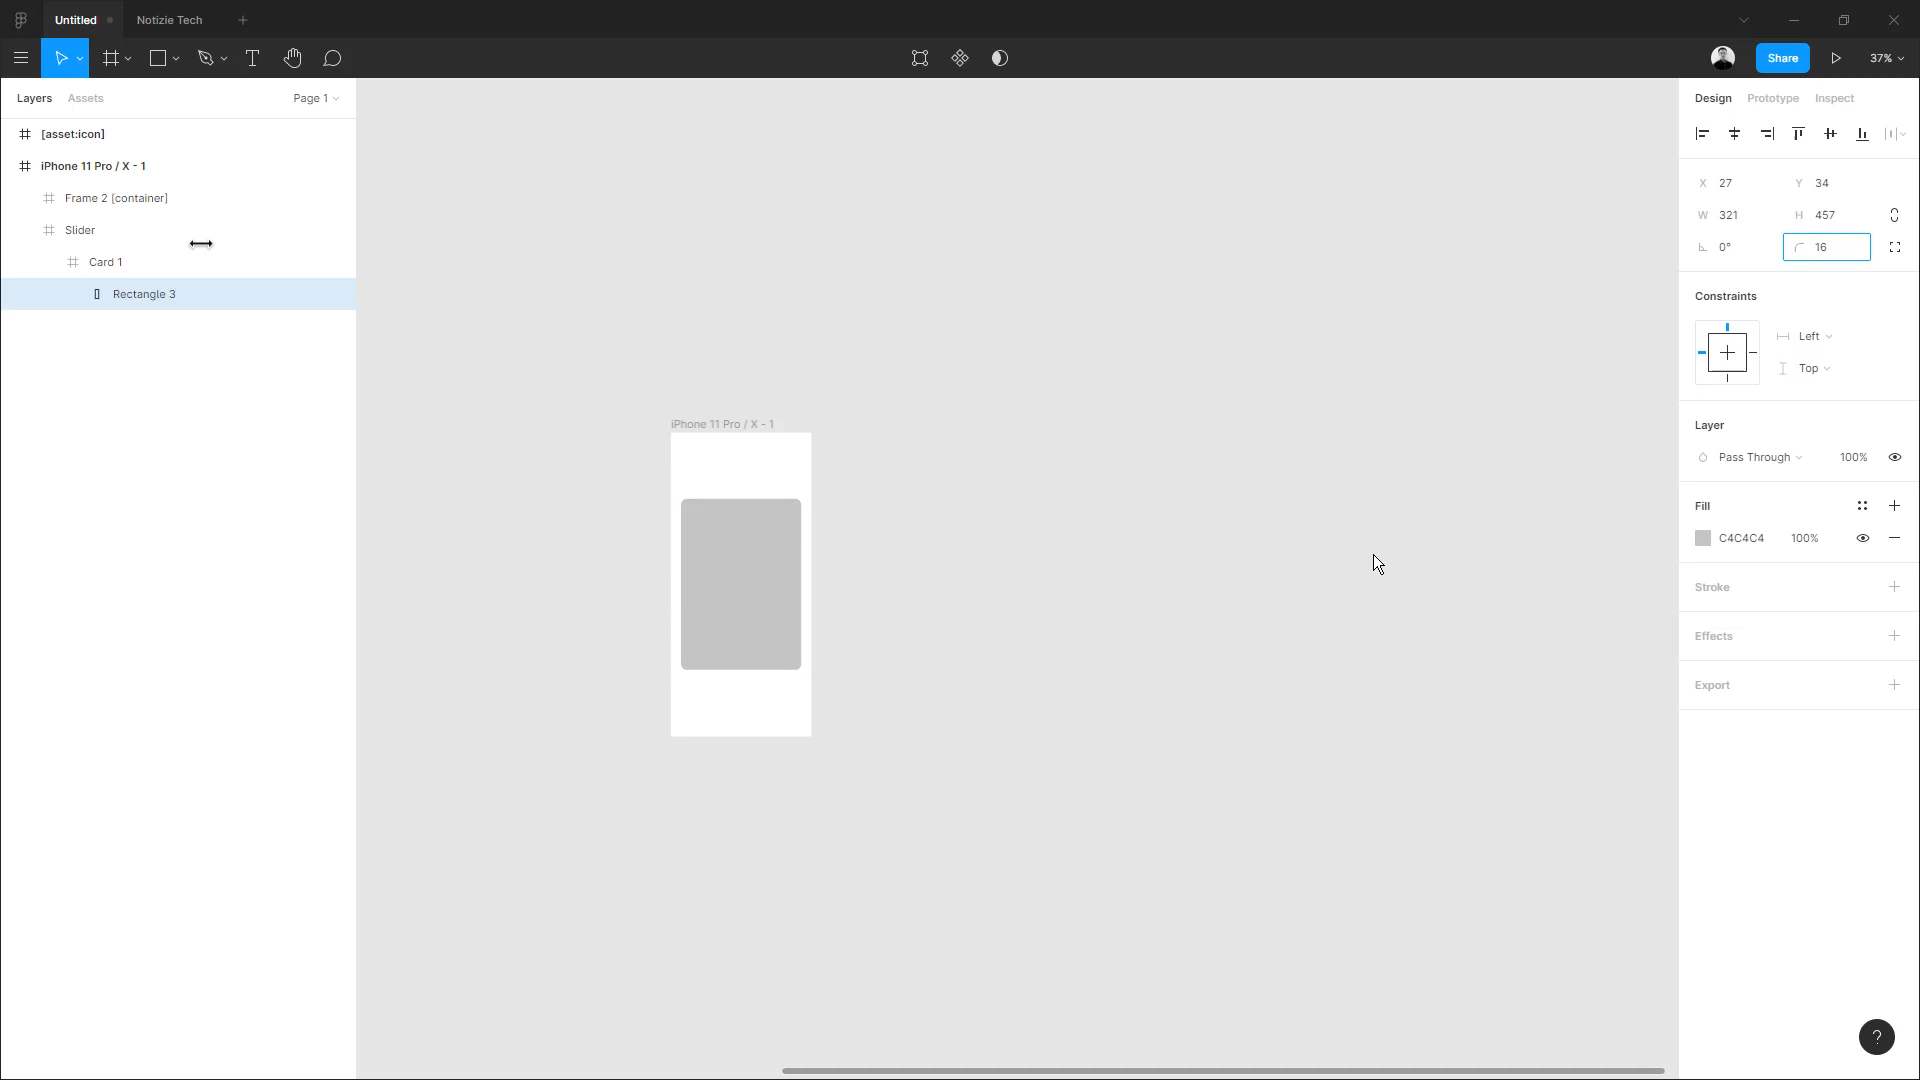 Untitled
Notizie Tech
Share
37%
Layers
Assets
Page 1
[asset:icon]
iPhone 11 Pro / X - 1
Frame 2 [container]
Slider
Card 1
Rectangle 3
iPhone 11 Pro / X - 1
Design
Prototype
Inspect
X 27
Y 34
W 321
H 457
0°
16
Constraints
Left
Top
Layer
Pass Through
100%
Fill
C4C4C4
100%
Stroke
Effects
Export
?